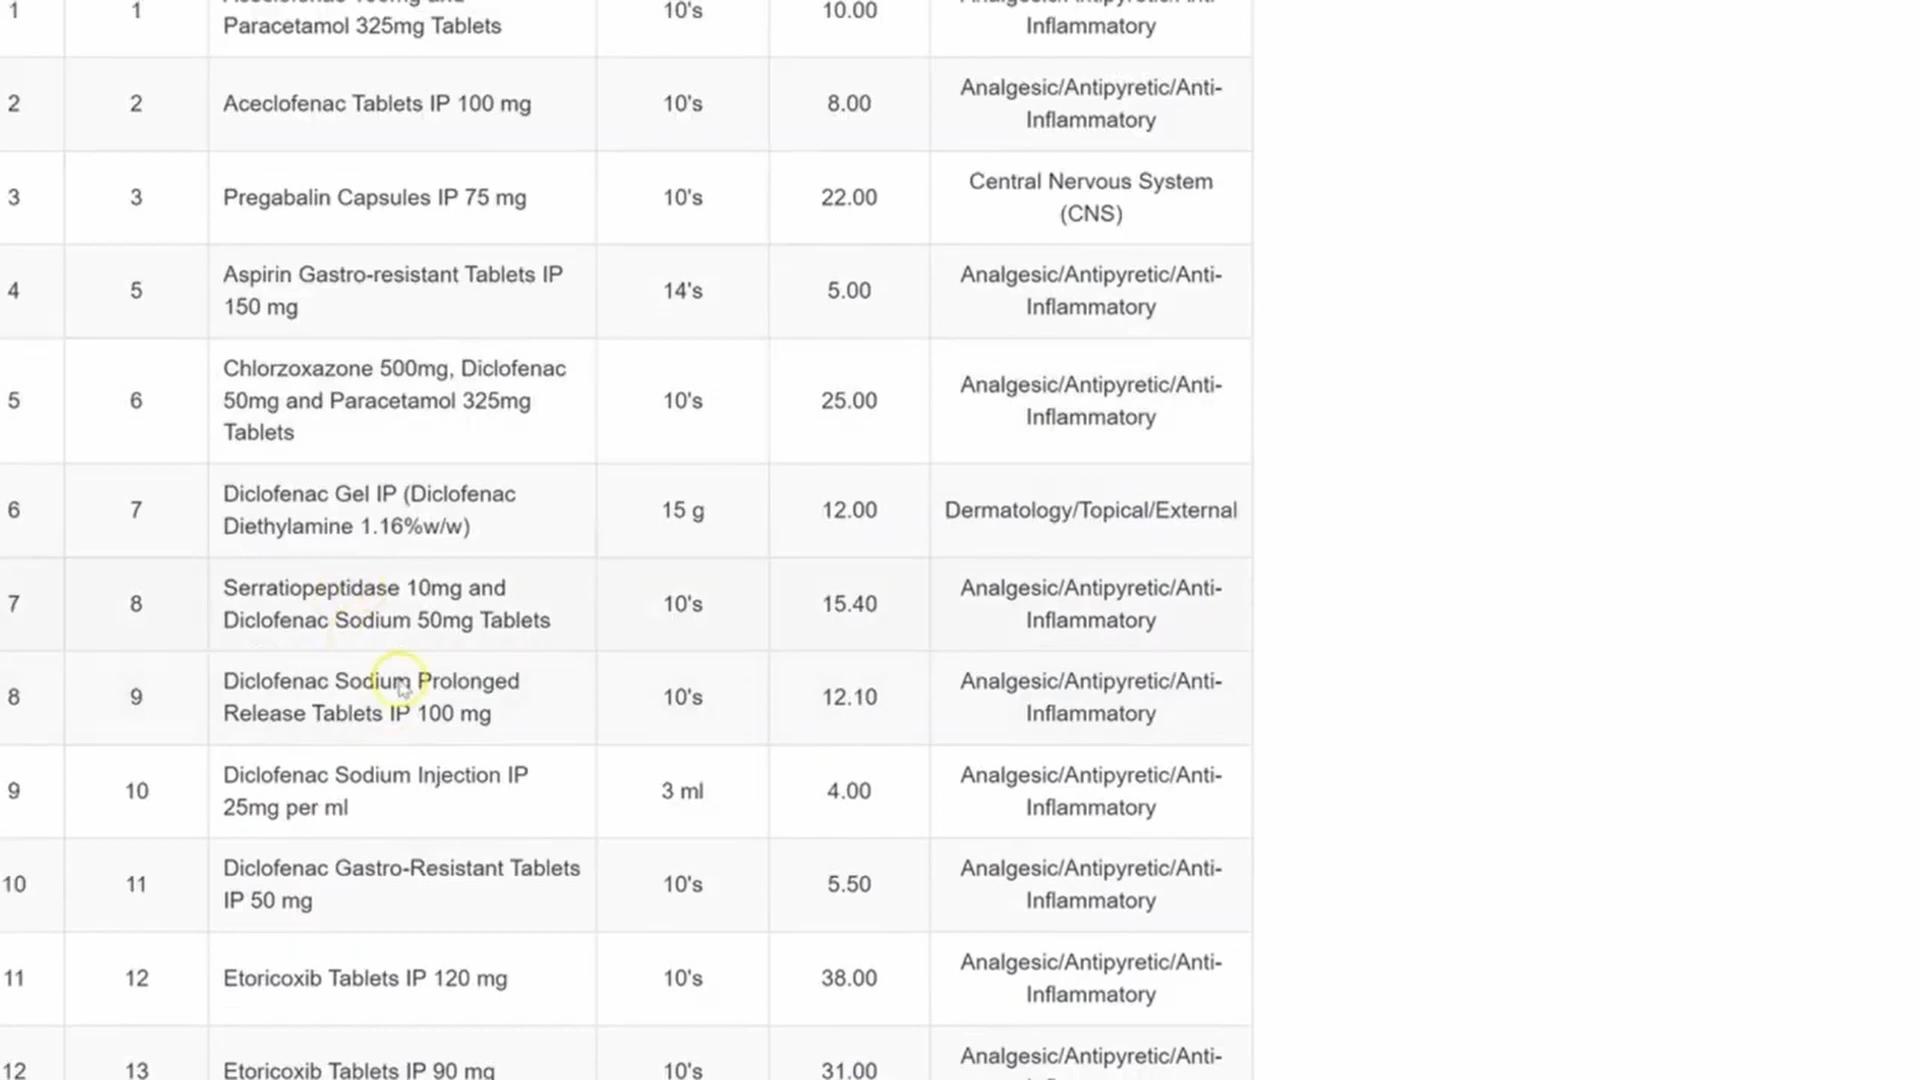 1 1 Paracetamol 325mg Tablets 10's 10.00 Inflammatory
2 2 Aceclofenac Tablets IP 100 mg 10's 8.00 Analgesic/Antipyretic/Anti-
Inflammatory
3 3 Pregabalin Capsules IP 75 mg 10's 22.00 Central Nervous System
(CNS)
4 5 Aspirin Gastro-resistant Tablets IP 14's 5.00 Analgesic/Antipyretic/Anti-
150 mg Inflammatory
5 6 Chlorzoxazone 500mg, Diclofenac 10's 25.00 Analgesic/Antipyretic/Anti-
50mg and Paracetamol 325mg Inflammatory
Tablets
6 7 Diclofenac Gel IP (Diclofenac 15 g 12.00 Dermatology/Topical/External
Diethylamine 1.16%w/w)
7 8 Serratiopeptidase 10mg and 10's 15.40 Analgesic/Antipyretic/Anti-
Diclofenac Sodium 50mg Tablets Inflammatory
8 9 Diclofenac Sodium Prolonged 10's 12.10 Analgesic/Antipyretic/Anti-
Release Tablets IP 100 mg Inflammatory
9 10 Diclofenac Sodium Injection IP 3 ml 4.00 Analgesic/Antipyretic/Anti-
25mg per ml Inflammatory
10 11 Diclofenac Gastro-Resistant Tablets 10's 5.50 Analgesic/Antipyretic/Anti-
IP 50 mg Inflammatory
11 12 Etoricoxib Tablets IP 120 mg 10's 38.00 Analgesic/Antipyretic/Anti-
Inflammatory
12 13 Etoricoxib Tablets IP 90 mg 10's 31.00 Analgesic/Antipyretic/Anti-